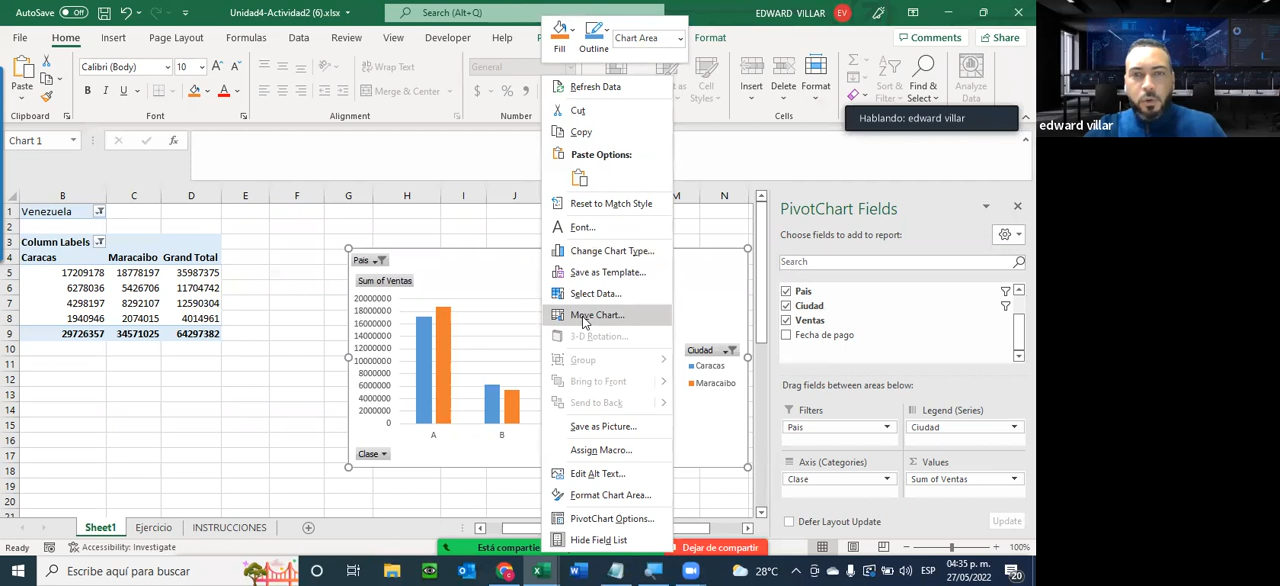 AutoSave Off
Unidad4-Actividad2 (6).xlsx
Search (Alt+Q)
EDWARD VILLAR EV
File Home Insert Page Layout Formulas Data Review View Developer Help Format
Comments Share
Fill Outline Chart Area
Paste
Calibri (Body) 10
B I U
Wrap Text
Merge & Center
General
$ % 9
Styles
Insert Delete Format
Sort & Filter
Find & Select
Analyze Data
Clipboard Font Alignment Number Cells
Hablando: edward villar
edward villar
Chart 1
fx
B C D E F G H I J M N
1 Venezuela
2
3 Column Labels
4 Caracas Maracaibo Grand Total
5 17209178 18778197 35987375
6 6278036 5426706 11704742
7 4298197 8292107 12590304
8 1940946 2074015 4014961
9 29726357 34571025 64297382
10
11
12
13
14
15
16
17
18
19
20
Pais
Sum of Ventas
20000000
18000000
16000000
14000000
12000000
10000000
8000000
6000000
4000000
2000000
0
A B
Clase
Ciudad
Caracas
Maracaibo
Refresh Data
Cut
Copy
Paste Options:
Reset to Match Style
Font...
Change Chart Type...
Save as Template...
Select Data...
Move Chart...
3-D Rotation...
Group
Bring to Front
Send to Back
Save as Picture...
Assign Macro...
Edit Alt Text...
Format Chart Area...
PivotChart Options...
Hide Field List
PivotChart Fields
Choose fields to add to report:
Search
Pais
Ciudad
Ventas
Fecha de pago
Drag fields between areas below:
Filters Legend (Series)
Pais Ciudad
Axis (Categories) Values
Clase Sum of Ventas
Defer Layout Update Update
Sheet1 Ejercicio INSTRUCCIONES
Ready Accessibility: Investigate
Está compartie Dejar de compartir
100%
Escribe aquí para buscar
28°C
ESP
04:35 p. m.
27/05/2022
20